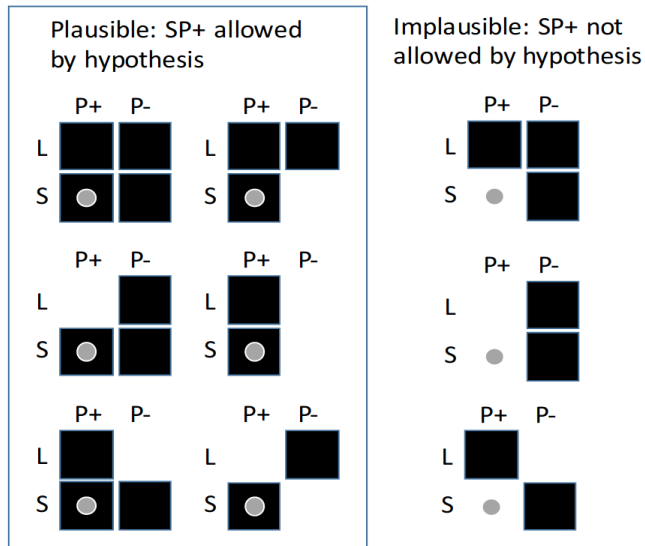 Plausible: SP+ allowed
by hypothesis
P+ P-
L
S
P+ P-
L
S
P+ P-
L
S
P+ P-
L
S
P+ P-
L
S
P+ P-
L
S
Implausible: SP+ not
allowed by hypothesis
P+ P-
L
S
P+ P-
L
S
P+ P-
L
S